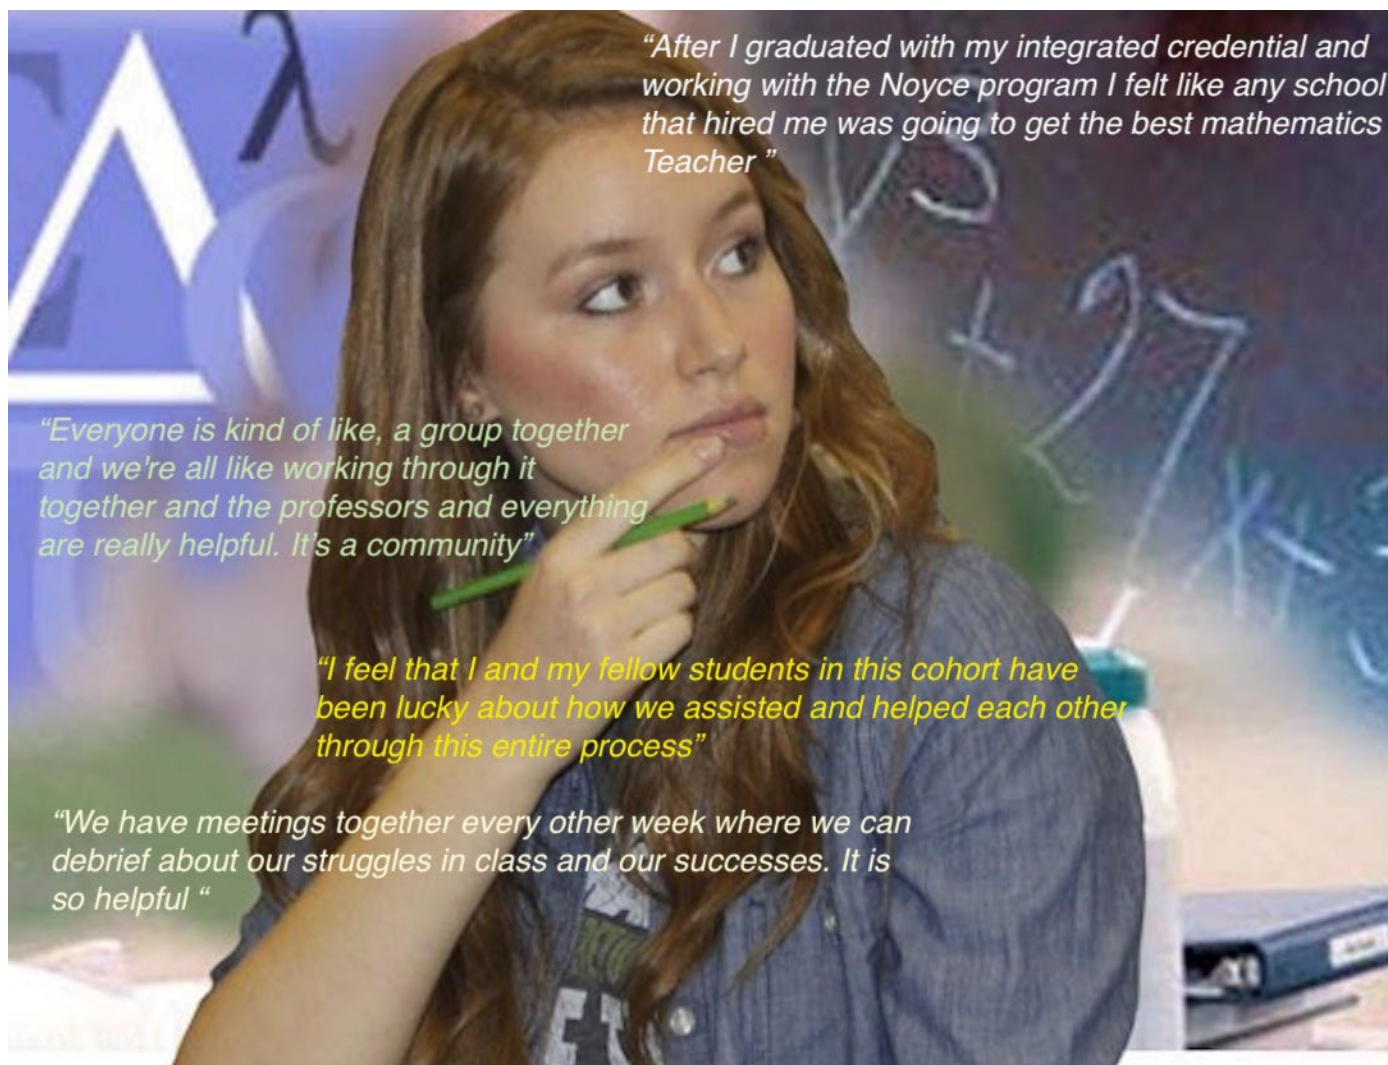 λ
“After I graduated with my integrated credential and
working with the Noyce program I felt like any school
that hired me was going to get the best mathematics
Teacher ”
+27
“Everyone is kind of like, a group together
and we're all like working through it
together and the professors and everything
are really helpful. It’s a community”
“I feel that I and my fellow students in this cohort have
been lucky about how we assisted and helped each other
through this entire process”
“We have meetings together every other week where we can
debrief about our struggles in class and our successes. It is
so helpful “